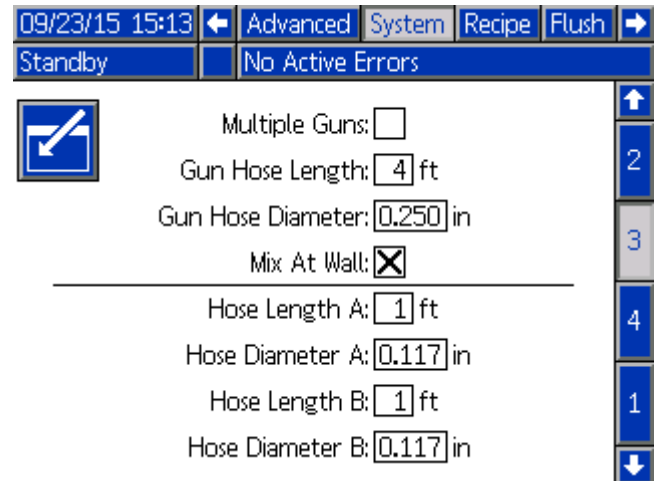 09/23/15 15:13 Advanced System Recipe Flush
Standby No Active Errors
Multiple Guns:
Gun Hose Length: 4 ft
Gun Hose Diameter: 0.250 in
Mix At Wall:
Hose Length A: 1 ft
Hose Diameter A: 0.117 in
Hose Length B: 1 ft
Hose Diameter B: 0.117 in
2
3
4
1